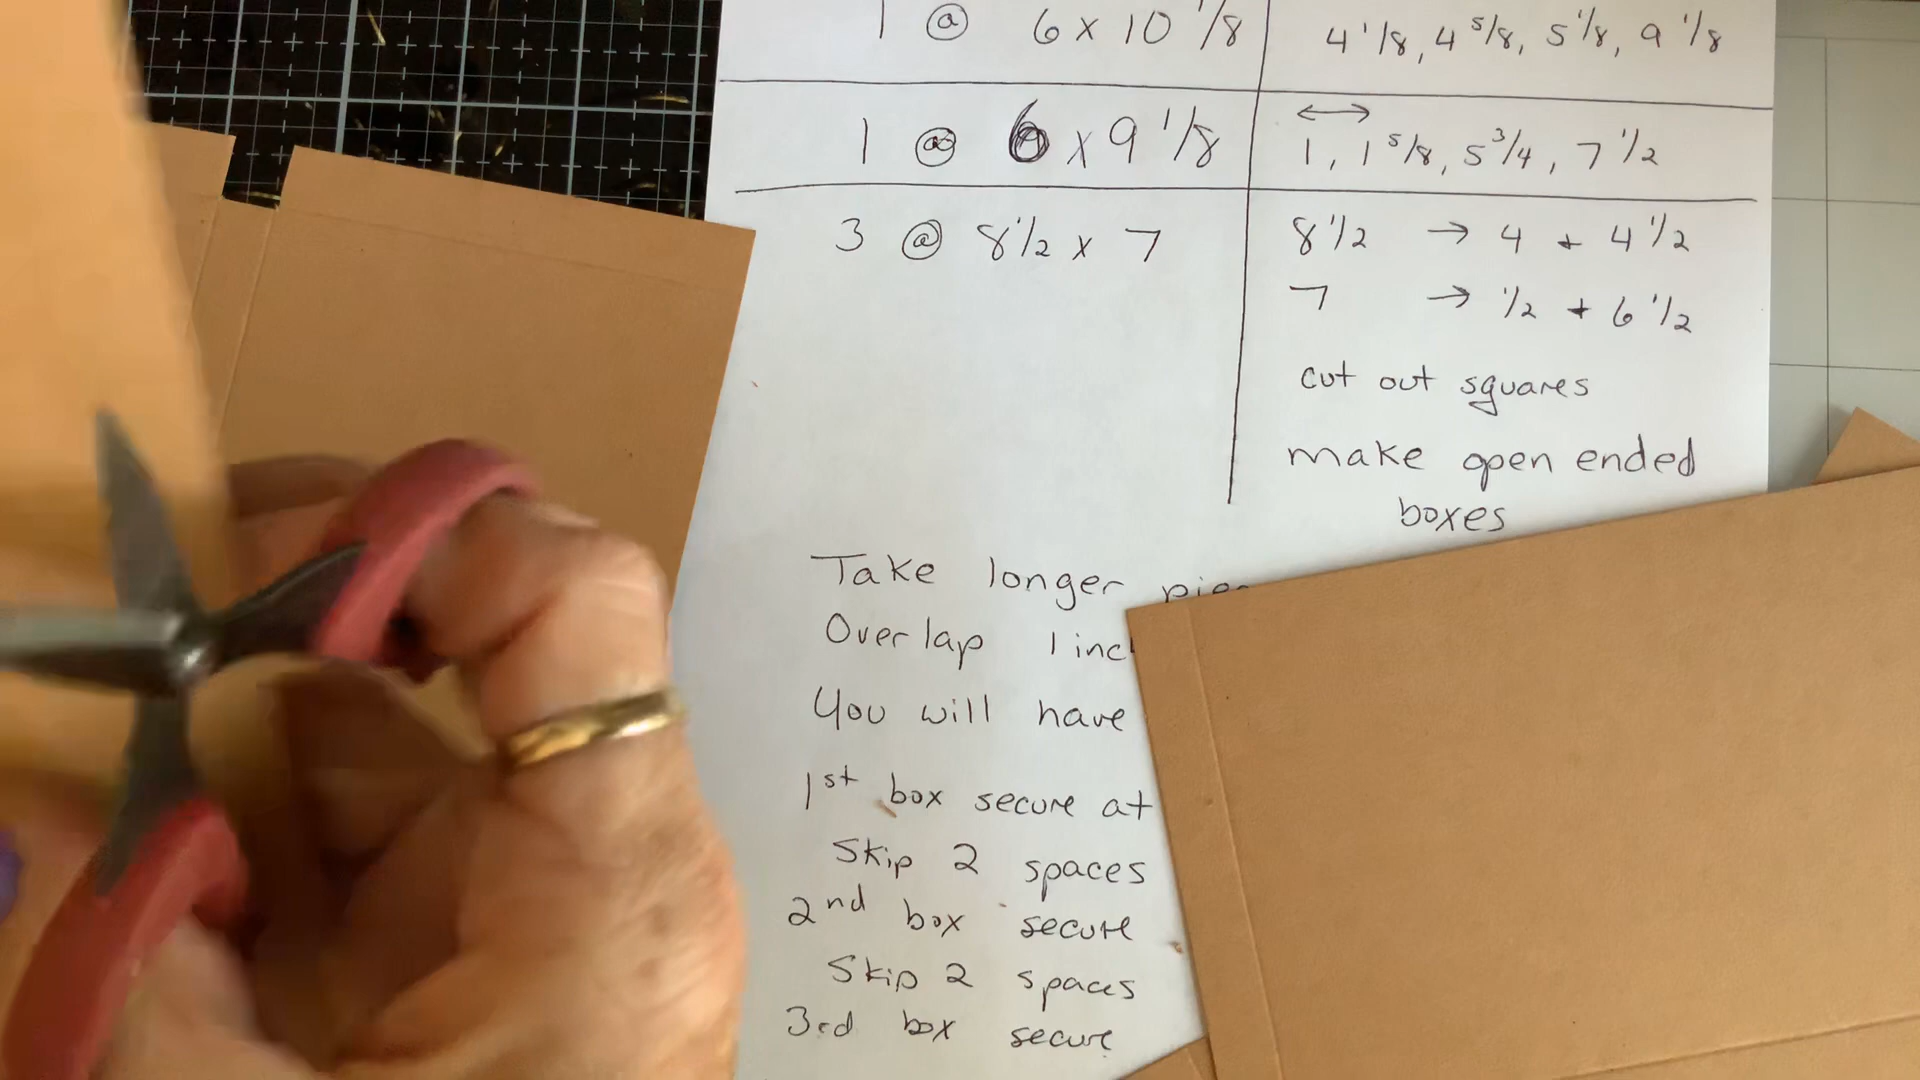 1 @ 6 x 10 1/8 4 1/8, 4 5/8, 5 1/8, 9 1/8
1 @ 6 x 9 1/8 ↔ 1, 1 5/8, 5 3/4, 7 1/2
3 @ 8 1/2 x 7 8 1/2 → 4 + 4 1/2
7 → 1/2 + 6 1/2
cut out squares
make open ended
boxes
Take longer
Overlap 1
You will have
1st box secure at
Skip 2 spaces
2nd box secure
Skip 2 spaces
3rd box secure